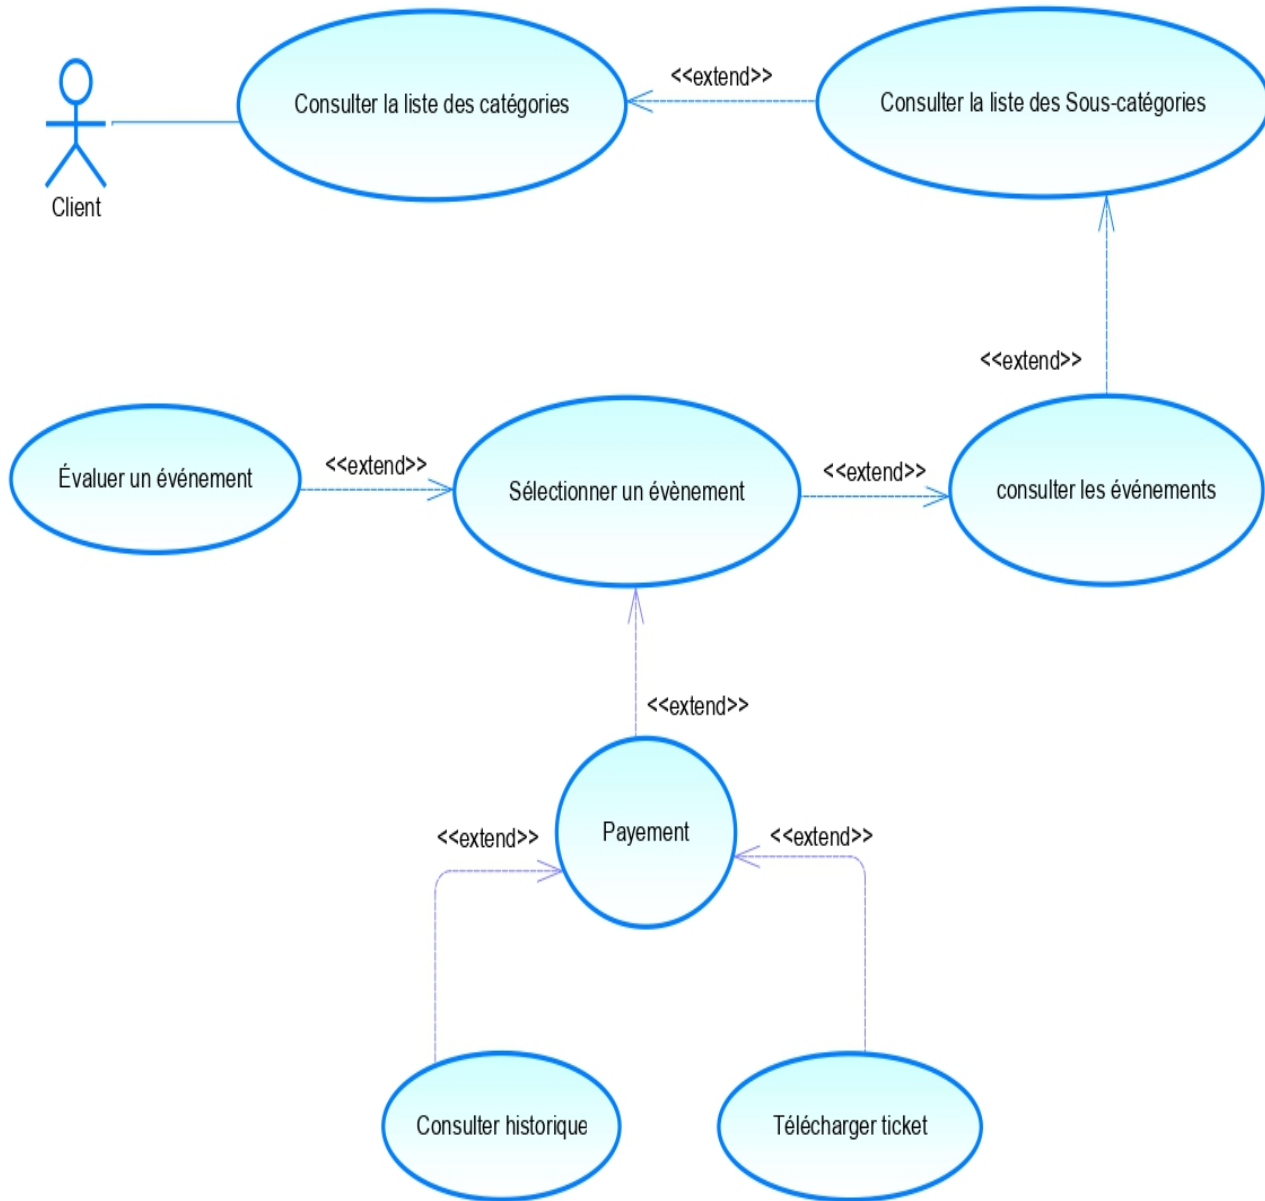 <<extend>>
Consulter la liste des catégories
Consulter la liste des Sous-catégories
Client
<<extend>>
Évaluer un événement
<<extend>>
Sélectionner un évènement
<<extend>>
consulter les événements
<<extend>>
Payement
<<extend>>
<<extend>>
Consulter historique
Télécharger ticket